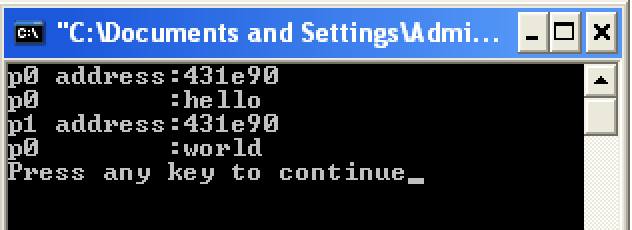 "C:\Documents and Settings\Admi...
p0 address:431e90
p0        :hello
p1 address:431e90
p0        :world
Press any key to continue_